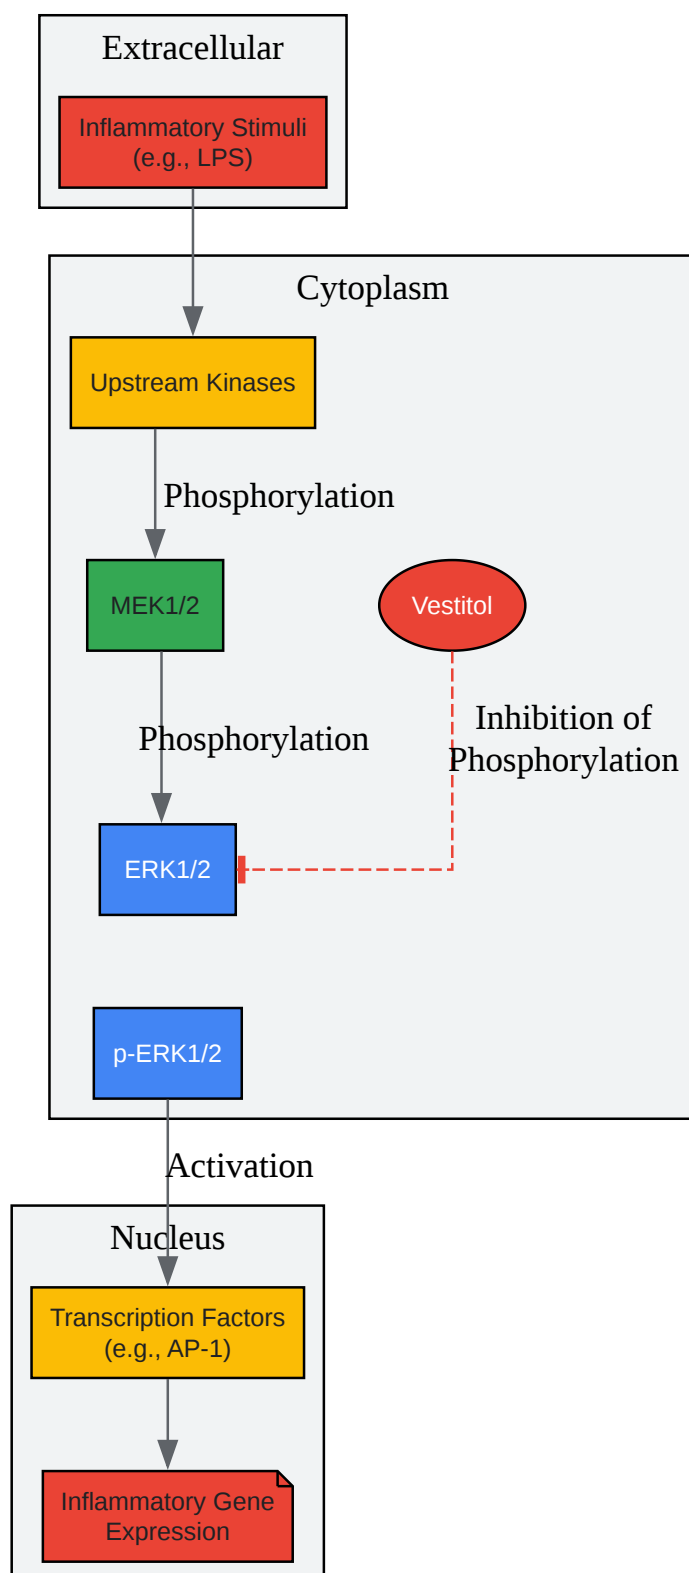 Extracellular
Inflammatory Stimuli
(e.g., LPS)
Cytoplasm
Upstream Kinases
Phosphorylation
MEK1/2
Vestitol
Phosphorylation
Inhibition of
Phosphorylation
ERK1/2
p-ERK1/2
Activation
Nucleus
Transcription Factors
(e.g., AP-1)
Inflammatory Gene
Expression